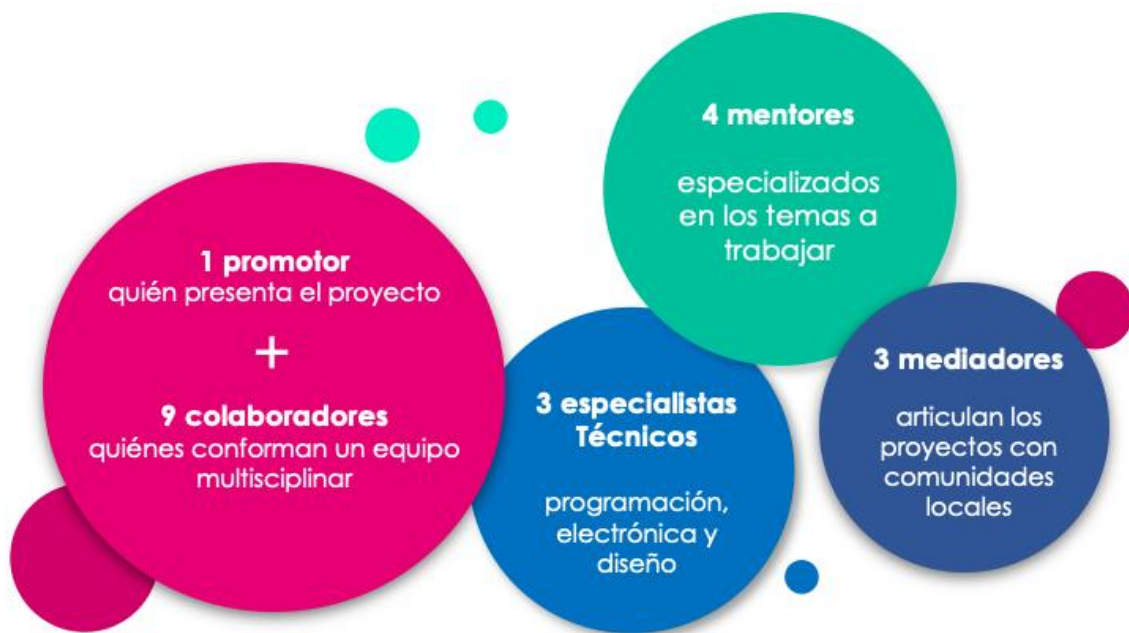 1 promotor
quién presenta el proyecto
+
9 colaboradores
quiénes conforman un equipo
multisciplinar
3 especialistas
Técnicos
programación,
electrónica y
diseño
4 mentores
especializados
en los temas a
trabajar
3 mediadores
articulan los
proyectos con
comunidades
locales